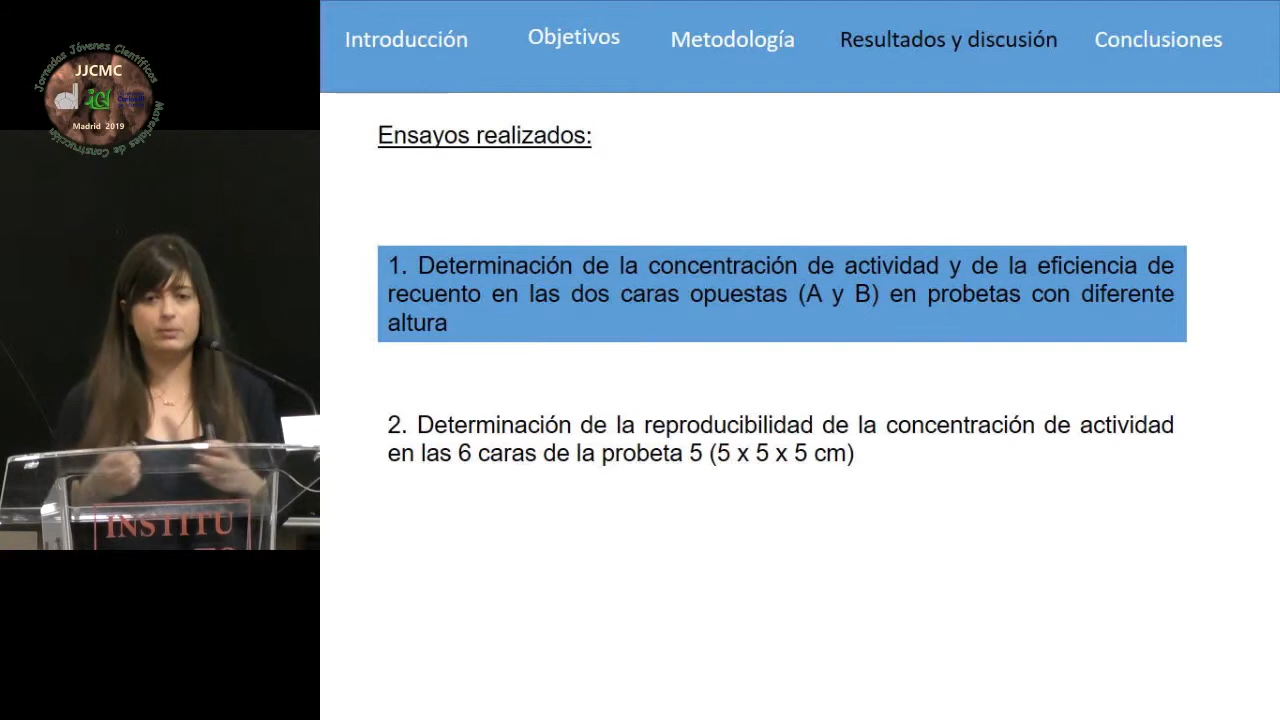 Introducción
Objetivos
Metodología
Resultados y discusión
Conclusiones
Jornadas Jóvenes Científicos
JJCMC
Madrid 2019
Materiales de Construcción
Ensayos realizados:
1. Determinación de la concentración de actividad y de la eficiencia de
recuento en las dos caras opuestas (A y B) en probetas con diferente
altura
2. Determinación de la reproducibilidad de la concentración de actividad
en las 6 caras de la probeta 5 (5 x 5 x 5 cm)
INSTITU